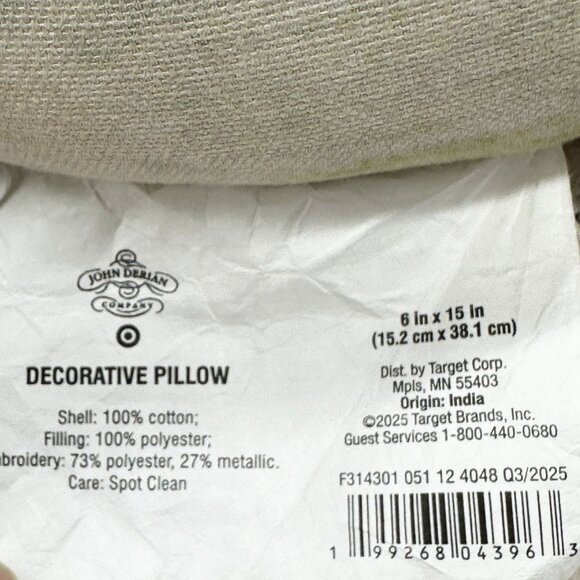 JOHN DERIAN
COMPANY
DECORATIVE PILLOW
Shell: 100% cotton;
Filling: 100% polyester;
broidery: 73% polyester, 27% metallic.
Care: Spot Clean
6 in x 15 in
(15.2 cm x 38.1 cm)
Dist. by Target Corp.
Mpls, MN 55403
Origin: India
©2025 Target Brands, Inc.
Guest Services 1-800-440-0680
F314301 051 12 4048 Q3/2025
1 99268 04396 3